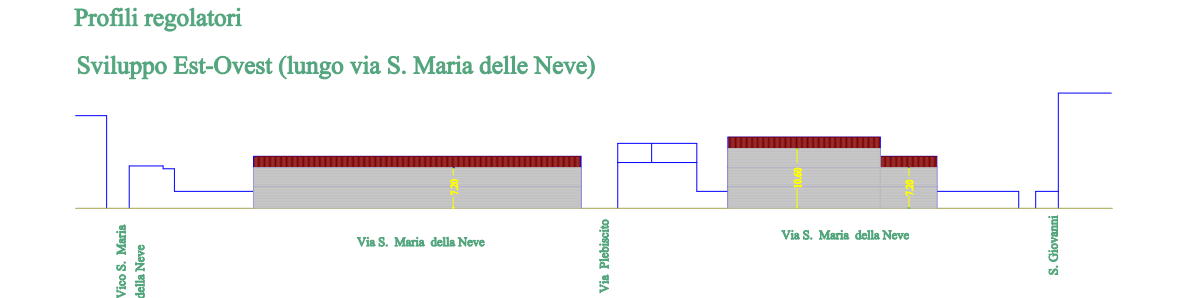 Profili regolatori
Sviluppo Est-Ovest (lungo via S. Maria delle Neve)
7.20
10.60
7.20
Vico S. Maria
della Neve
Via S. Maria della Neve
Via Plebiscito
Via S. Maria della Neve
S. Giovanni